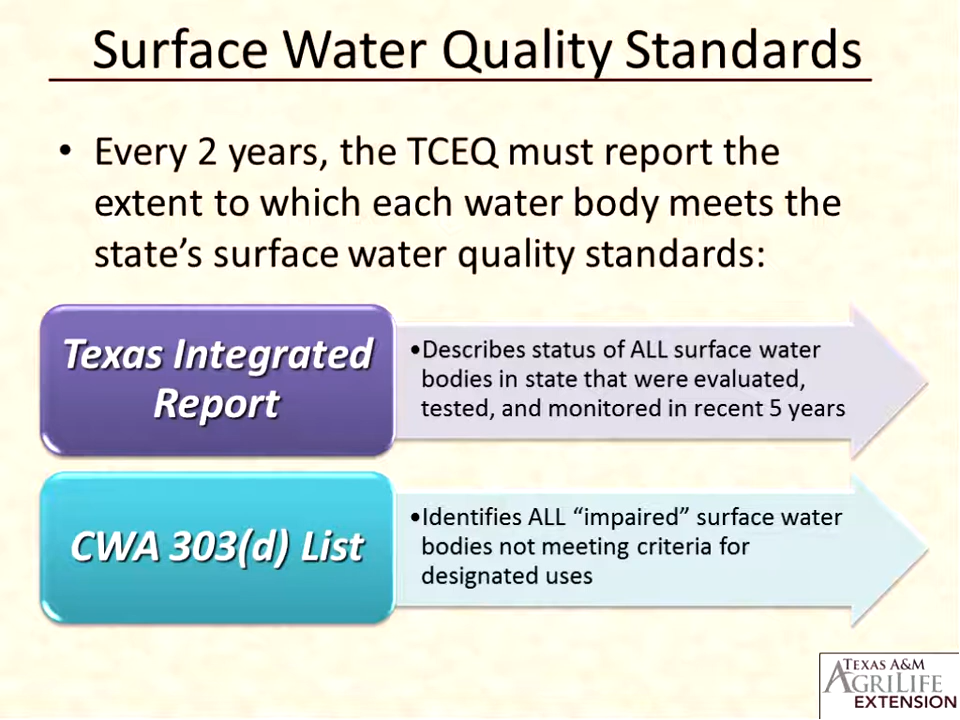 Surface Water Quality Standards
• Every 2 years, the TCEQ must report the
extent to which each water body meets the
state's surface water quality standards:
Texas Integrated
Report
•Describes status of ALL surface water
bodies in state that were evaluated,
tested, and monitored in recent 5 years
CWA 303(d) List
•Identifies ALL “impaired” surface water
bodies not meeting criteria for
designated uses
TEXAS A&M
AGRILIFE
EXTENSION